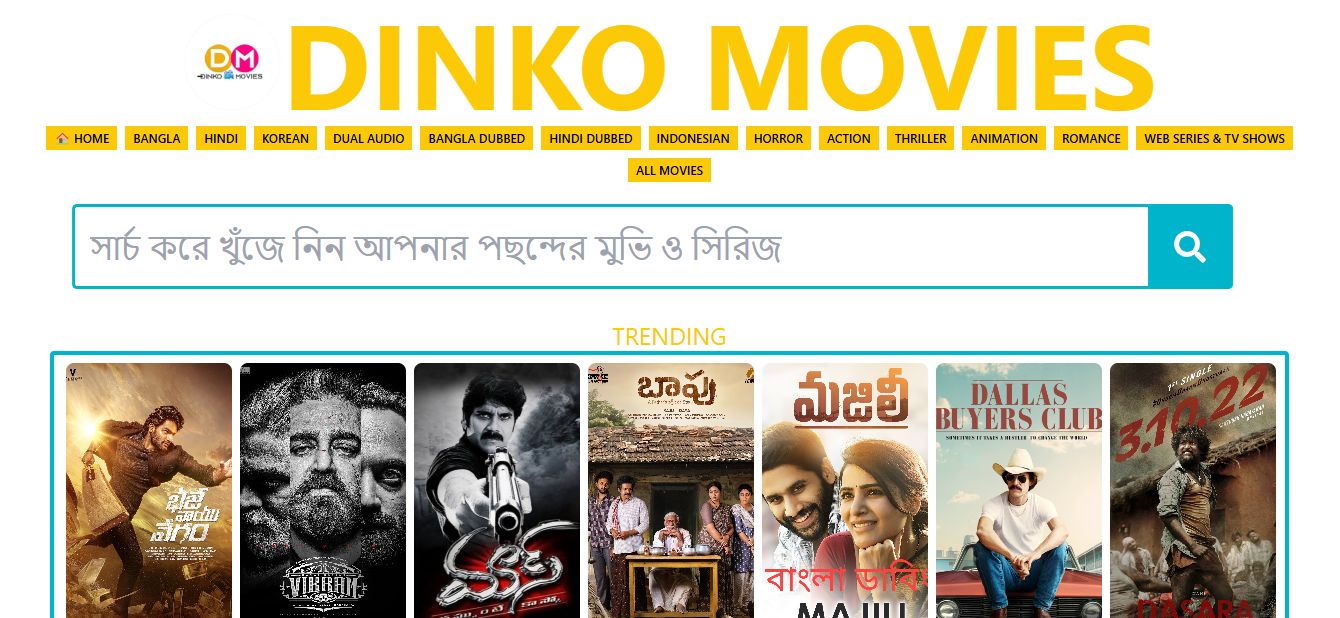 DM
DINKO MOVIES
DINKO MOVIES
HOME BANGLA HINDI KOREAN DUAL AUDIO BANGLA DUBBED HINDI DUBBED INDONESIAN HORROR ACTION THRILLER ANIMATION ROMANCE WEB SERIES & TV SHOWS
ALL MOVIES
সার্চ করে খুঁজে নিন আপনার পছন্দের মুভি ও সিরিজ
TRENDING
భజే
వాయు
వేగం
VIKRAM
మాస్
బాపు
మజిలీ
বাংলা ডাবিং
MAJILI
DALLAS
BUYERS CLUB
SOMETIMES IT TAKES A HUSTLER TO CHANGE THE WORLD
1ST SINGLE
3.10.22
DASARA